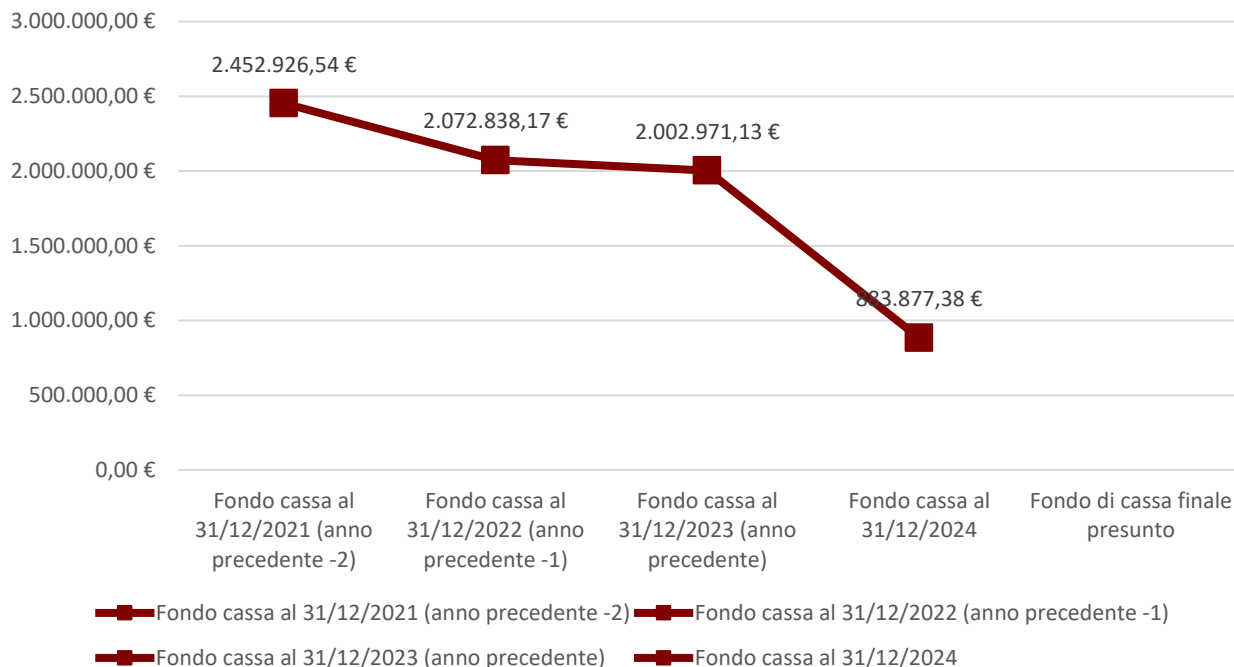 3.000.000,00 €
2.500.000,00 €
2.000.000,00 €
1.500.000,00 €
1.000.000,00 €
500.000,00 €
0,00 €
2.452.926,54 €
2.072.838,17 €
2.002.971,13 €
883.877,38 €
Fondo cassa al
31/12/2021 (anno
precedente -2)
Fondo cassa al
31/12/2022 (anno
precedente -1)
Fondo cassa al
31/12/2023 (anno
precedente)
Fondo cassa al
31/12/2024
Fondo di cassa finale
presunto
Fondo cassa al 31/12/2021 (anno precedente -2)
Fondo cassa al 31/12/2022 (anno precedente -1)
Fondo cassa al 31/12/2023 (anno precedente)
Fondo cassa al 31/12/2024